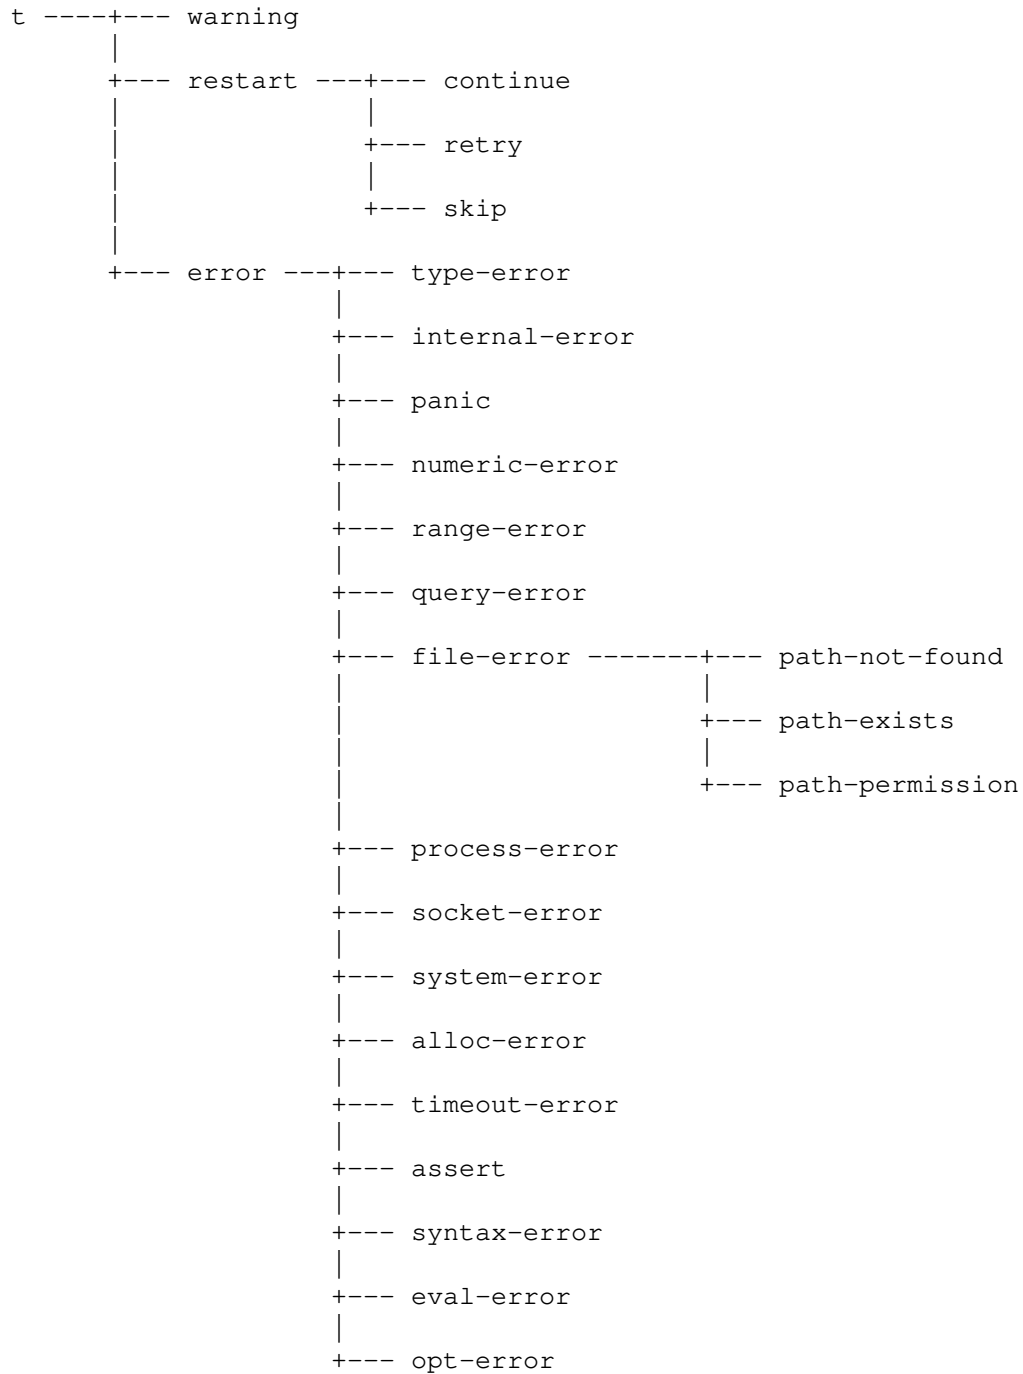 t ----+--- warning
      |
      +--- restart ---+--- continue
      |               |
      |               +--- retry
      |               |
      |               +--- skip
      |
      +--- error ---+--- type-error
                    |
                    +--- internal-error
                    |
                    +--- panic
                    |
                    +--- numeric-error
                    |
                    +--- range-error
                    |
                    +--- query-error
                    |
                    +--- file-error -------+--- path-not-found
                    |                      |
                    |                      +--- path-exists
                    |                      |
                    |                      +--- path-permission
                    |
                    +--- process-error
                    |
                    +--- socket-error
                    |
                    +--- system-error
                    |
                    +--- alloc-error
                    |
                    +--- timeout-error
                    |
                    +--- assert
                    |
                    +--- syntax-error
                    |
                    +--- eval-error
                    |
                    +--- opt-error